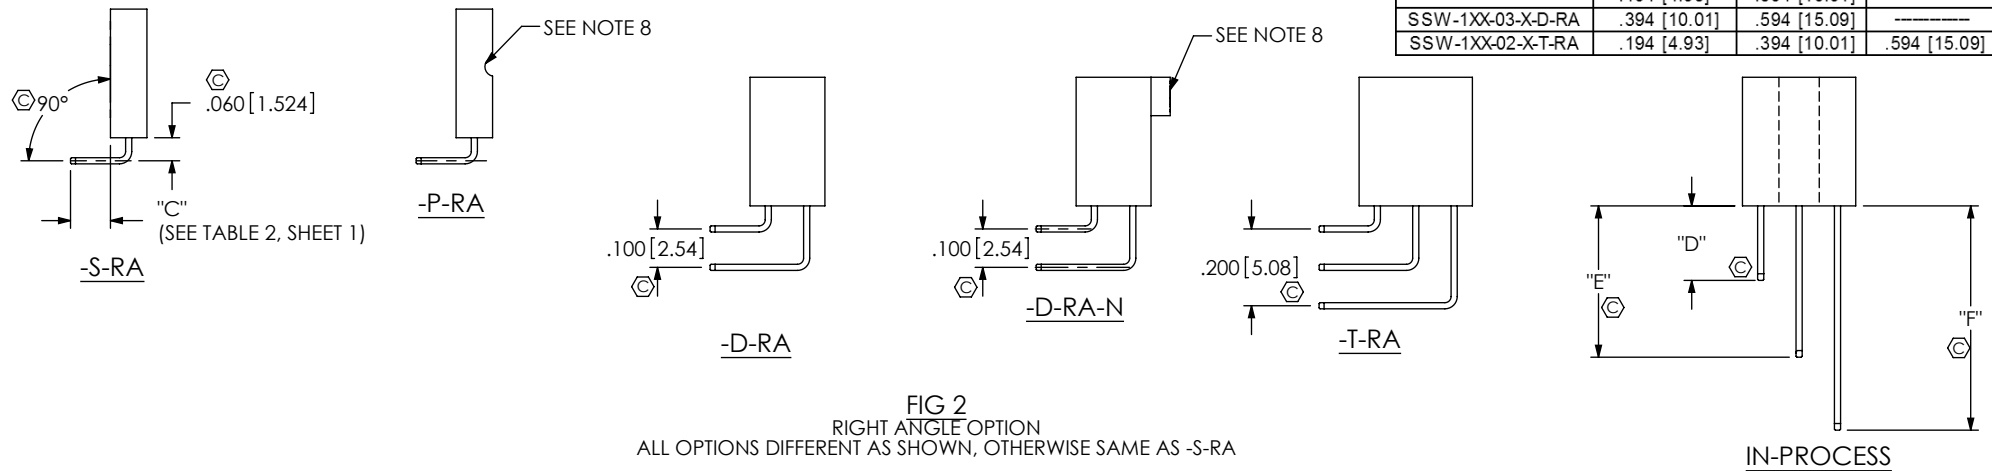 SSW-1XX-03-X-D-RA .394 [10.01] .594 [15.09] -----------
SSW-1XX-02-X-T-RA .194 [4.93] .394 [10.01] .594 [15.09]
SEE NOTE 8
SEE NOTE 8
C
C 90°
.060 [1.524]
"C"
(SEE TABLE 2, SHEET 1)
-S-RA
-P-RA
.100 [2.54]
C
-D-RA
.100 [2.54]
C
-D-RA-N
.200 [5.08]
C
-T-RA
"D"
C
"E"
C
"F"
C
IN-PROCESS
FIG 2
RIGHT ANGLE OPTION
ALL OPTIONS DIFFERENT AS SHOWN, OTHERWISE SAME AS -S-RA